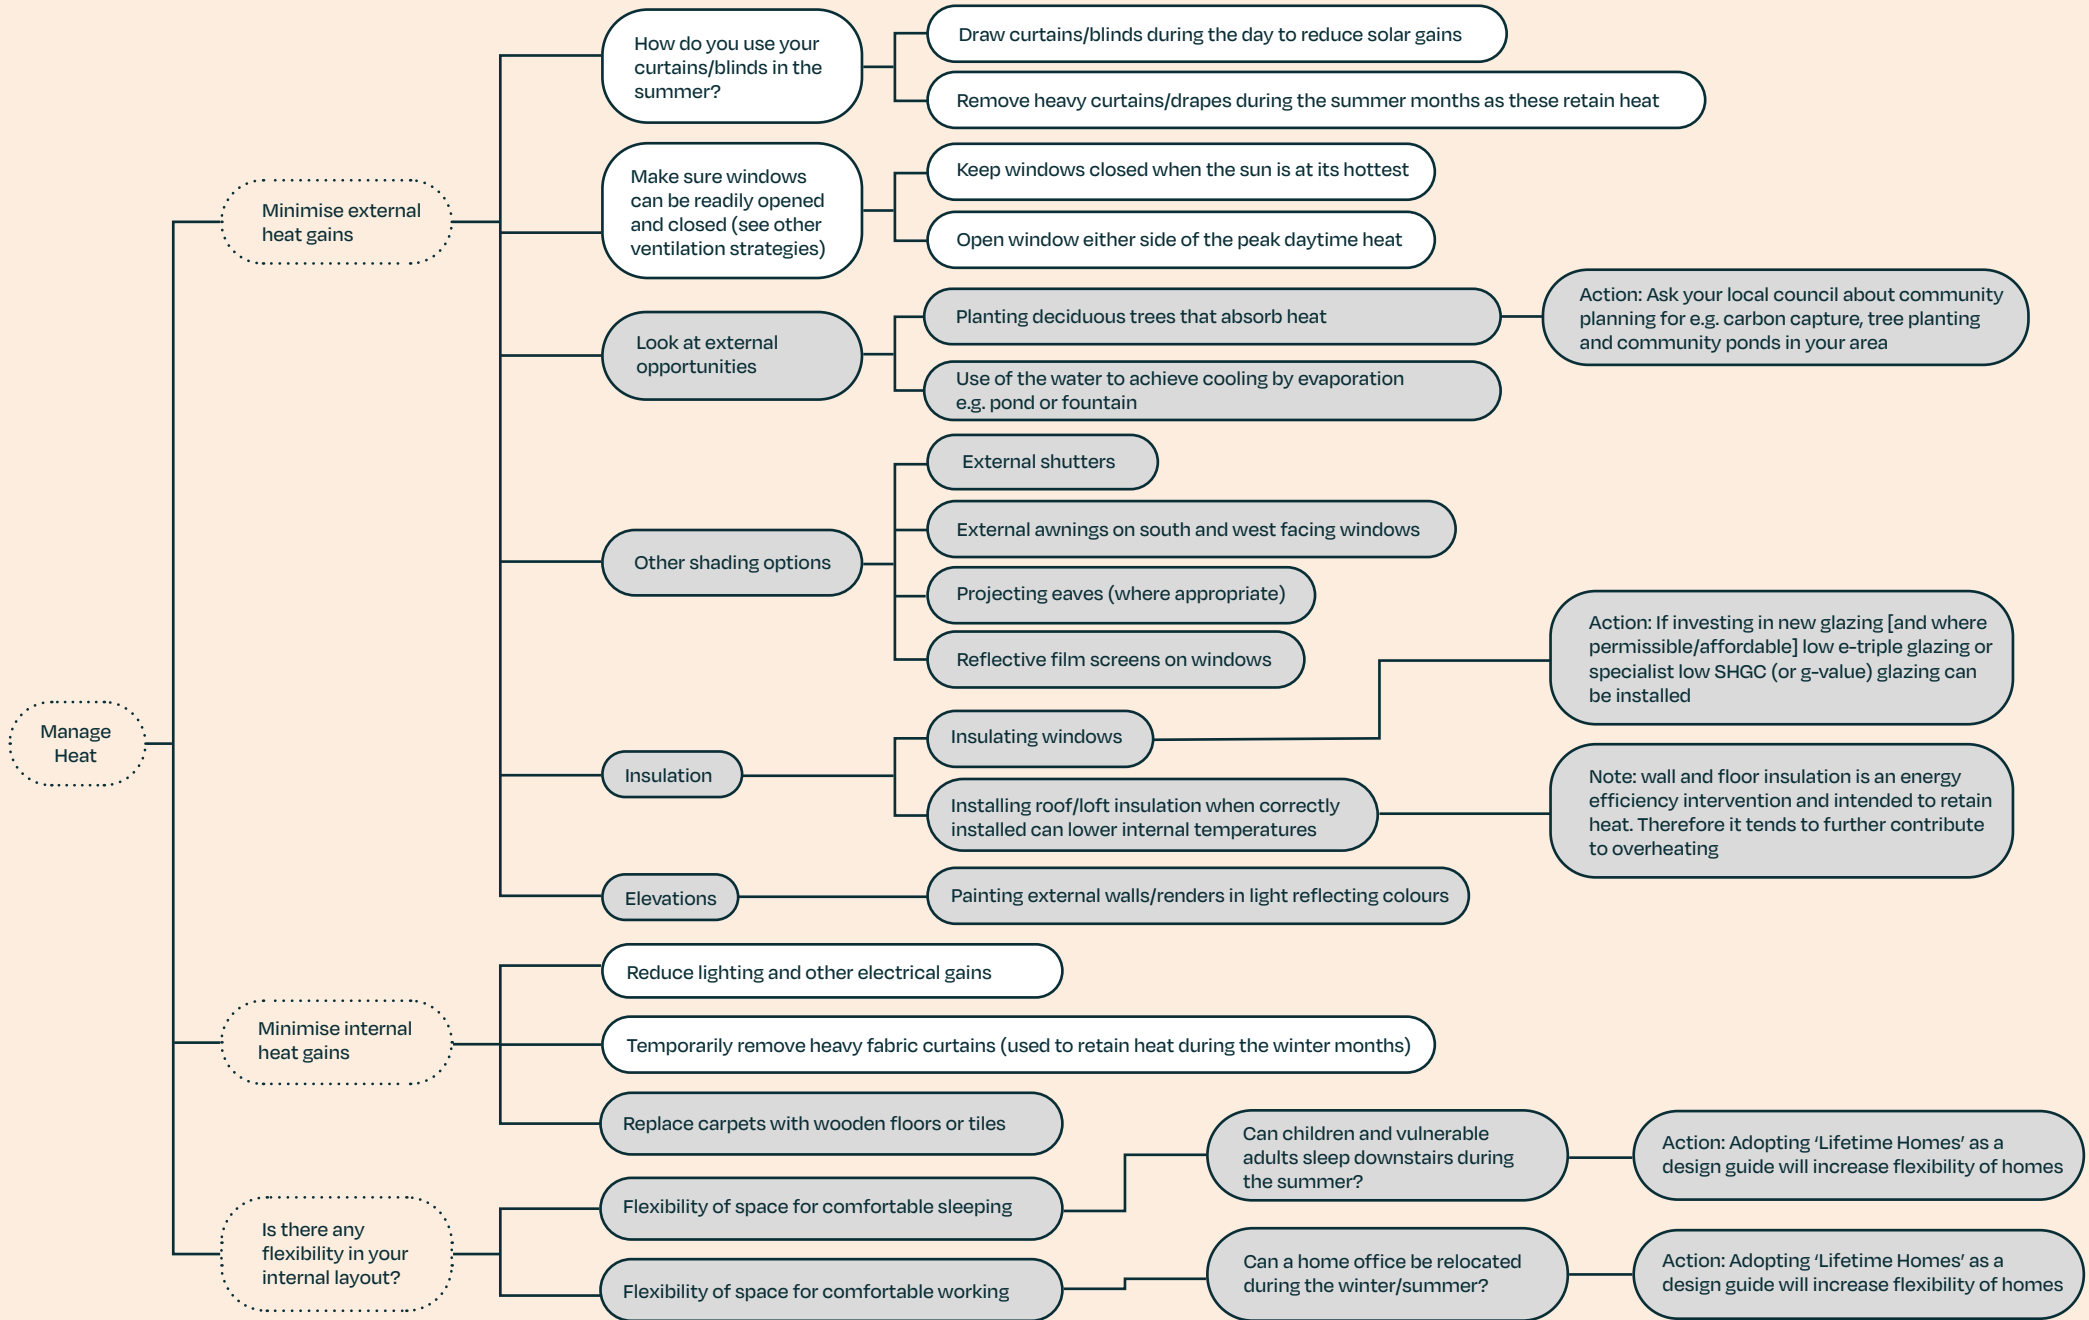 Manage
Heat
Minimise external
heat gains
How do you use your
curtains/blinds in the
summer?
Draw curtains/blinds during the day to reduce solar gains
Remove heavy curtains/drapes during the summer months as these retain heat
Make sure windows
can be readily opened
and closed (see other
ventilation strategies)
Keep windows closed when the sun is at its hottest
Open window either side of the peak daytime heat
Look at external
opportunities
Planting deciduous trees that absorb heat
Action: Ask your local council about community
planning for e.g. carbon capture, tree planting
and community ponds in your area
Use of the water to achieve cooling by evaporation
e.g. pond or fountain
Other shading options
External shutters
External awnings on south and west facing windows
Projecting eaves (where appropriate)
Reflective film screens on windows
Insulation
Insulating windows
Action: If investing in new glazing [and where
permissible/affordable] low e-triple glazing or
specialist low SHGC (or g-value) glazing can
be installed
Installing roof/loft insulation when correctly
installed can lower internal temperatures
Note: wall and floor insulation is an energy
efficiency intervention and intended to retain
heat. Therefore it tends to further contribute
to overheating
Elevations
Painting external walls/renders in light reflecting colours
Minimise internal
heat gains
Reduce lighting and other electrical gains
Temporarily remove heavy fabric curtains (used to retain heat during the winter months)
Replace carpets with wooden floors or tiles
Is there any
flexibility in your
internal layout?
Flexibility of space for comfortable sleeping
Can children and vulnerable
adults sleep downstairs during
the summer?
Action: Adopting ‘Lifetime Homes’ as a
design guide will increase flexibility of homes
Flexibility of space for comfortable working
Can a home office be relocated
during the winter/summer?
Action: Adopting ‘Lifetime Homes’ as a
design guide will increase flexibility of homes